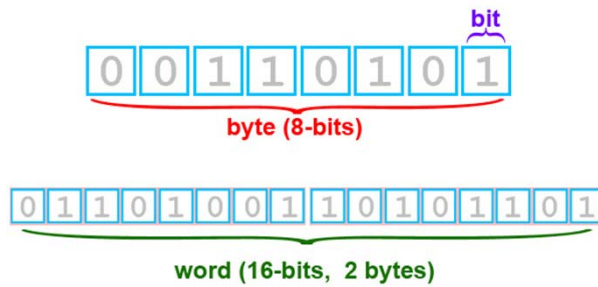 bit
0 0 1 1 0 1 0 1
byte (8-bits)
0 1 1 0 1 0 0 1 1 0 1 0 1 1 0 1
word (16-bits, 2 bytes)